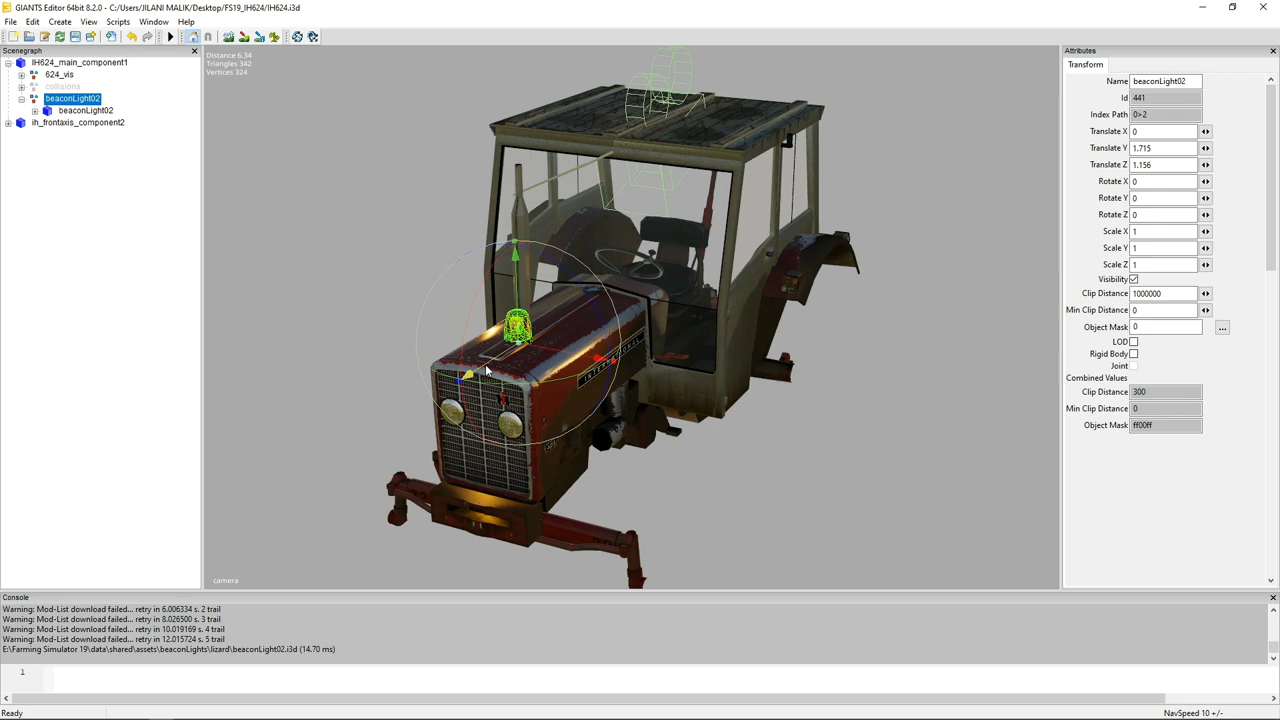 GIANTS Editor 64bit - 8.2.0 - C:/Users/JILANI MALIK/Desktop/FS19_IH624/IH624.i3d
File Edit Create View Scripts Window Help
Scenegraph
IH624_main_component1
624_vis
collisions
beaconLight02
beaconLight02
ih_frontaxis_component2
Distance 6.34
Triangles 342
Vertices 324
INTERNATIONAL
camera
Attributes
Transform
Name beaconLight02
Id 441
Index Path 0>2
Translate X 0
Translate Y 1.715
Translate Z 1.156
Rotate X 0
Rotate Y 0
Rotate Z 0
Scale X 1
Scale Y 1
Scale Z 1
Visibility
Clip Distance 1000000
Min Clip Distance 0
Object Mask 0 ...
LOD
Rigid Body
Joint
Combined Values
Clip Distance 300
Min Clip Distance 0
Object Mask ff00ff
Console
Warning: Mod-List download failed... retry in 6.006334 s. 2 trail
Warning: Mod-List download failed... retry in 8.026500 s. 3 trail
Warning: Mod-List download failed... retry in 10.019169 s. 4 trail
Warning: Mod-List download failed... retry in 12.015724 s. 5 trail
E:\Farming Simulator 19\data\shared\assets\beaconLights\lizard\beaconLight02.i3d (14.70 ms)
1
Ready
NavSpeed 10 +/-